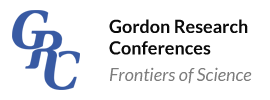 GRC
Gordon Research
Conferences
Frontiers of Science